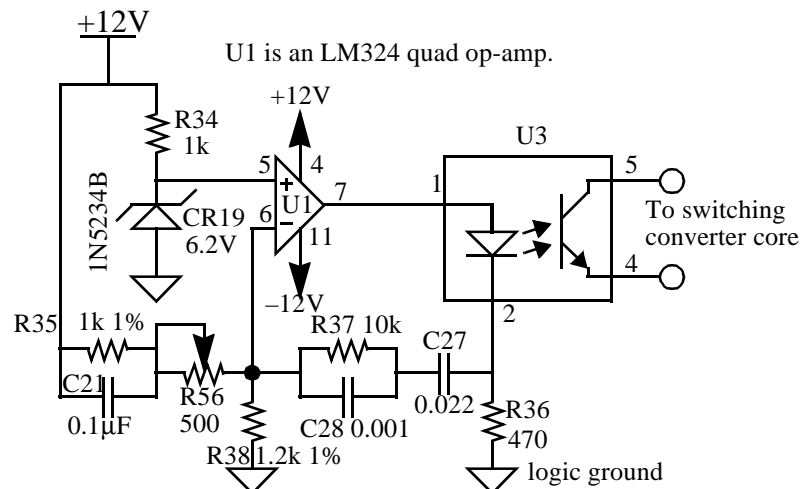 +12V
U1 is an LM324 quad op-amp.
+12V
R34
1k
U3
5
4
1
5
7
U1
6
To switching
converter core
1N5234B
CR19
6.2V
11
4
–12V
2
R35
1k 1%
R37 10k
C27
C21
R56
500
0.022
R36
470
0.1µF
C28 0.001
R38 1.2k 1%
logic ground